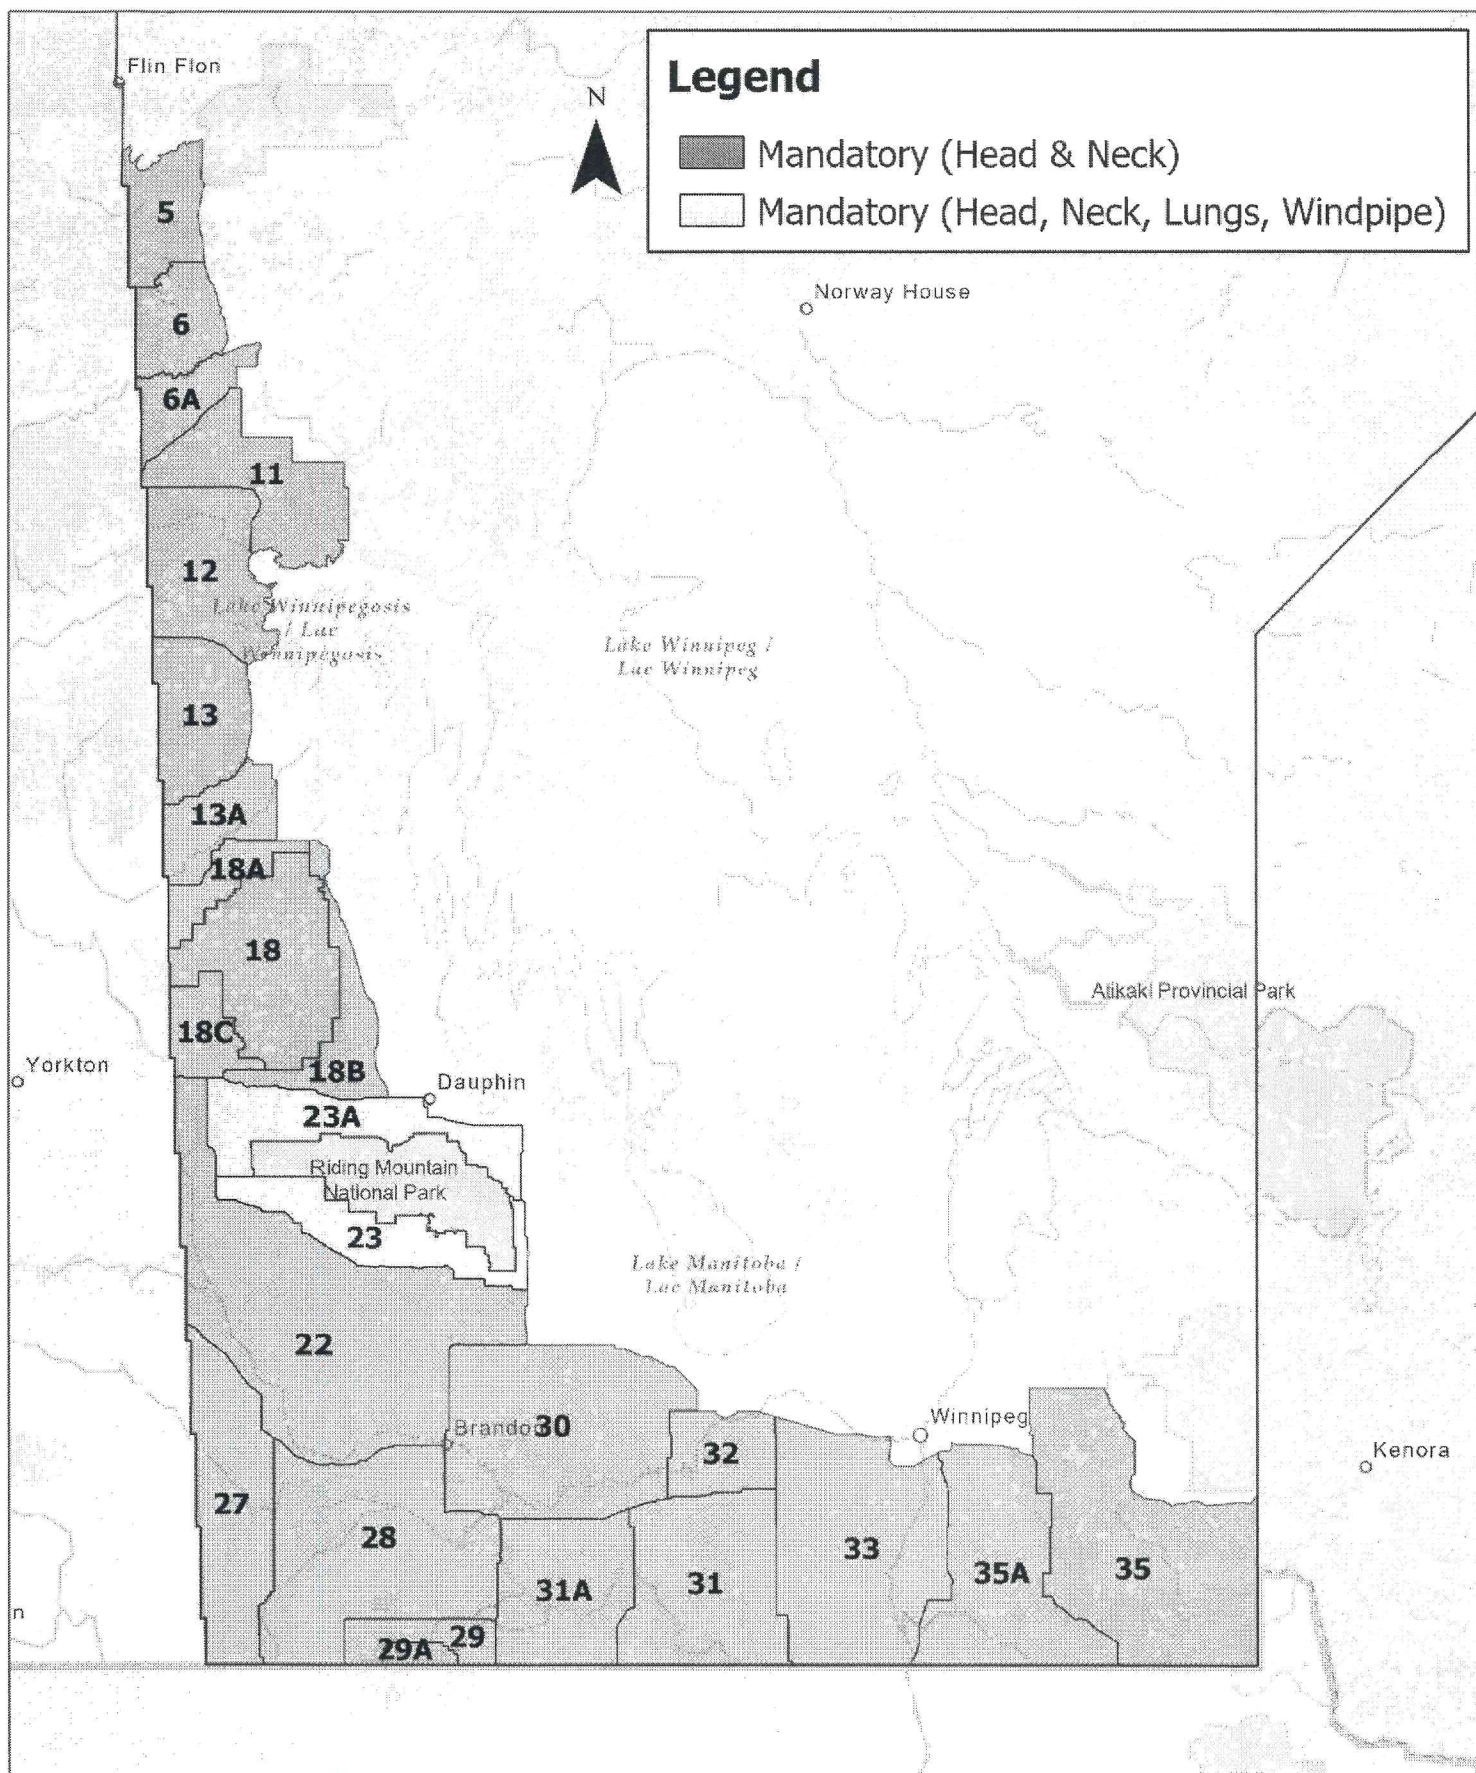 Flin Flon
N
Legend
Mandatory (Head & Neck)
Mandatory (Head, Neck, Lungs, Windpipe)
5
Norway House
6
6A
11
12
Lake Winnipegosis
/ Lac
Winnipegosis
Lake Winnipeg /
Lac Winnipeg
13
13A
18A
18
Atikaki Provincial Park
18C
Yorkton
18B
Dauphin
23A
Riding Mountain
National Park
23
Lake Manitoba /
Lac Manitoba
22
Winnipeg
Brandon
30
32
Kenora
27
28
33
35
35A
31
31A
n
29
29A